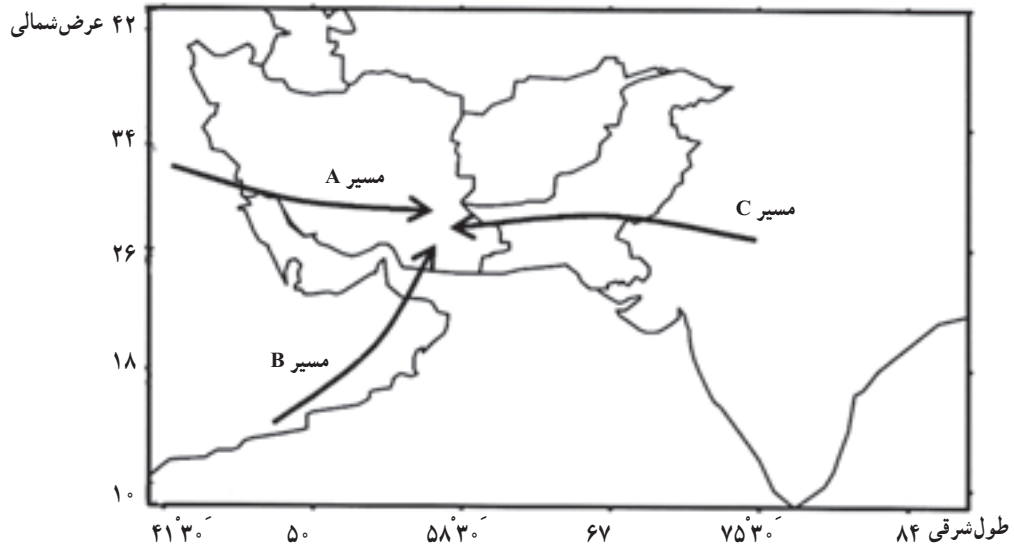 ۴۲ عرض‌شمالی
۳۴
مسیر A
مسیر C
۲۶
مسیر B
۱۸
۱۰
۴۱°۳۰′ ۵۰ ۵۸°۳۰′ ۶۷ ۷۵°۳۰′ ۸۴ طول‌شرقی